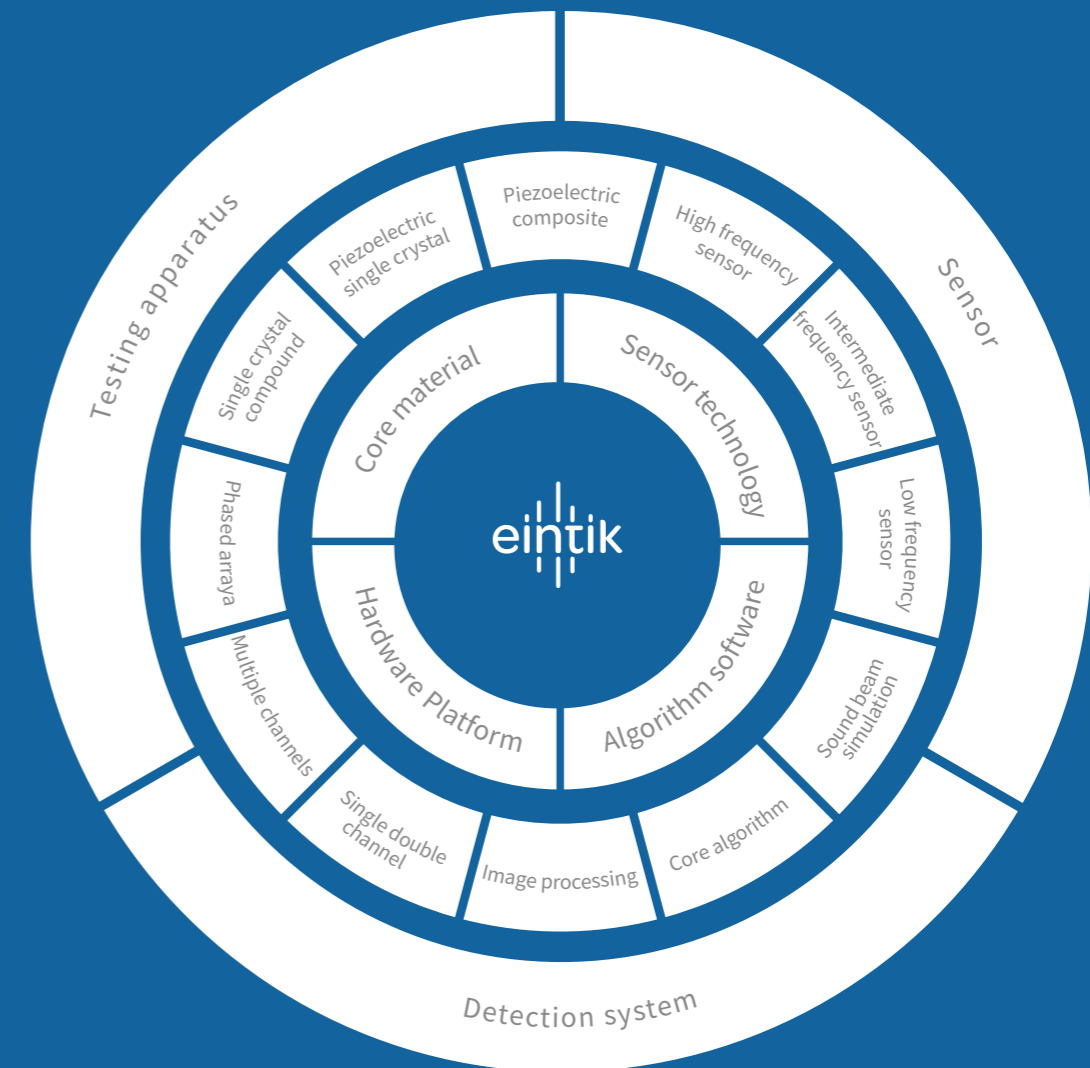 Testing apparatus
Sensor
Detection system
Piezoelectric
composite
High frequency
sensor
Intermediate
frequency sensor
Low frequency
sensor
Sound beam
simulation
Core algorithm
Image processing
Single double
channel
Multiple channels
Phased arraya
Single crystal
compound
Piezoelectric
single crystal
Core material
Sensor technology
Algorithm software
Hardware Platform
eintik